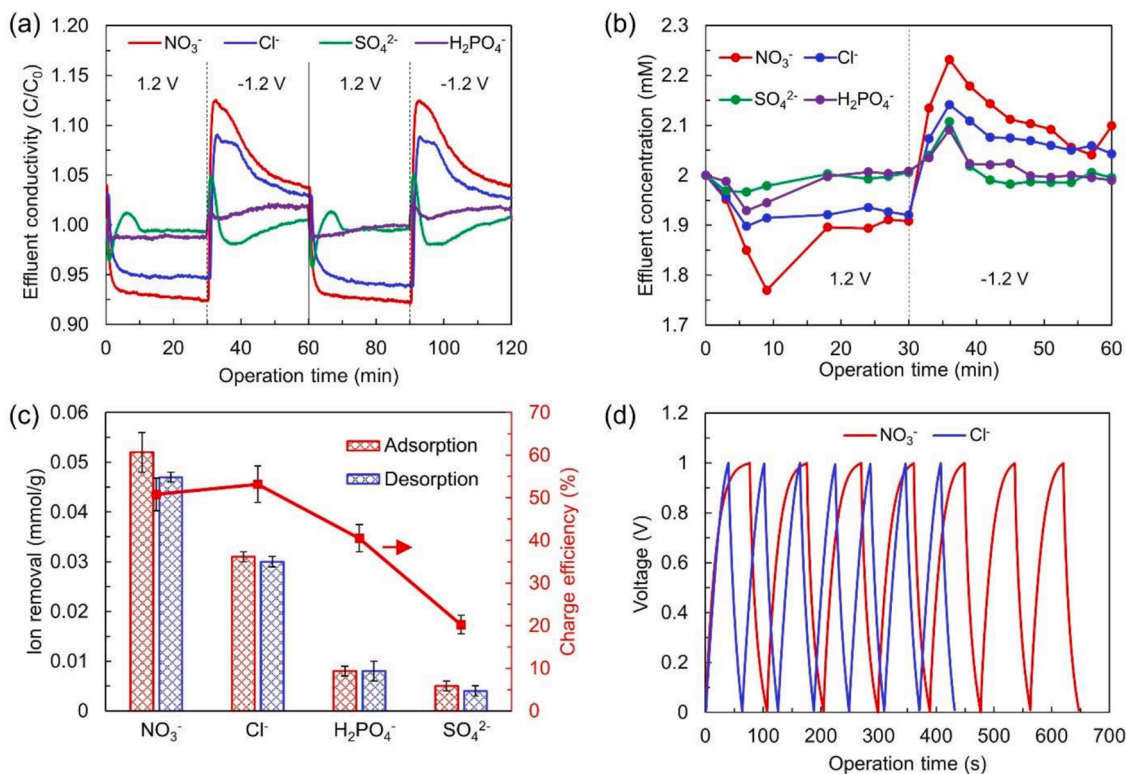 (a)
1.20
1.15
1.10
1.05
1.00
0.95
0.90
Effluent conductivity (C/C₀)
NO₃⁻ Cl⁻ SO₄²⁻ H₂PO₄⁻
1.2 V -1.2 V 1.2 V -1.2 V
0 20 40 60 80 100 120
Operation time (min)
(b)
2.3
2.2
2.1
2
1.9
1.8
1.7
Effluent concentration (mM)
NO₃⁻ Cl⁻
SO₄²⁻ H₂PO₄⁻
1.2 V -1.2 V
0 10 20 30 40 50 60
Operation time (min)
(c)
0.06
0.05
0.04
0.03
0.02
0.01
0
Ion removal (mmol/g)
Adsorption
Desorption
70
60
50
40
30
20
10
0
Charge efficiency (%)
NO₃⁻ Cl⁻ H₂PO₄⁻ SO₄²⁻
(d)
1.2
1
0.8
0.6
0.4
0.2
0
Voltage (V)
NO₃⁻ Cl⁻
0 100 200 300 400 500 600 700
Operation time (s)